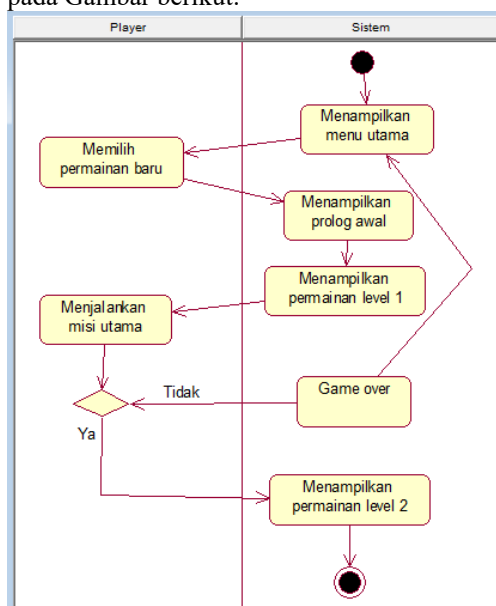 pada Gambar berikut:
Player
Sistem
Menampilkan
menu utama
Memilih
permainan baru
Menampilkan
prolog awal
Menampilkan
permainan level 1
Menjalankan
misi utama
Game over
Tidak
Ya
Menampilkan
permainan level 2